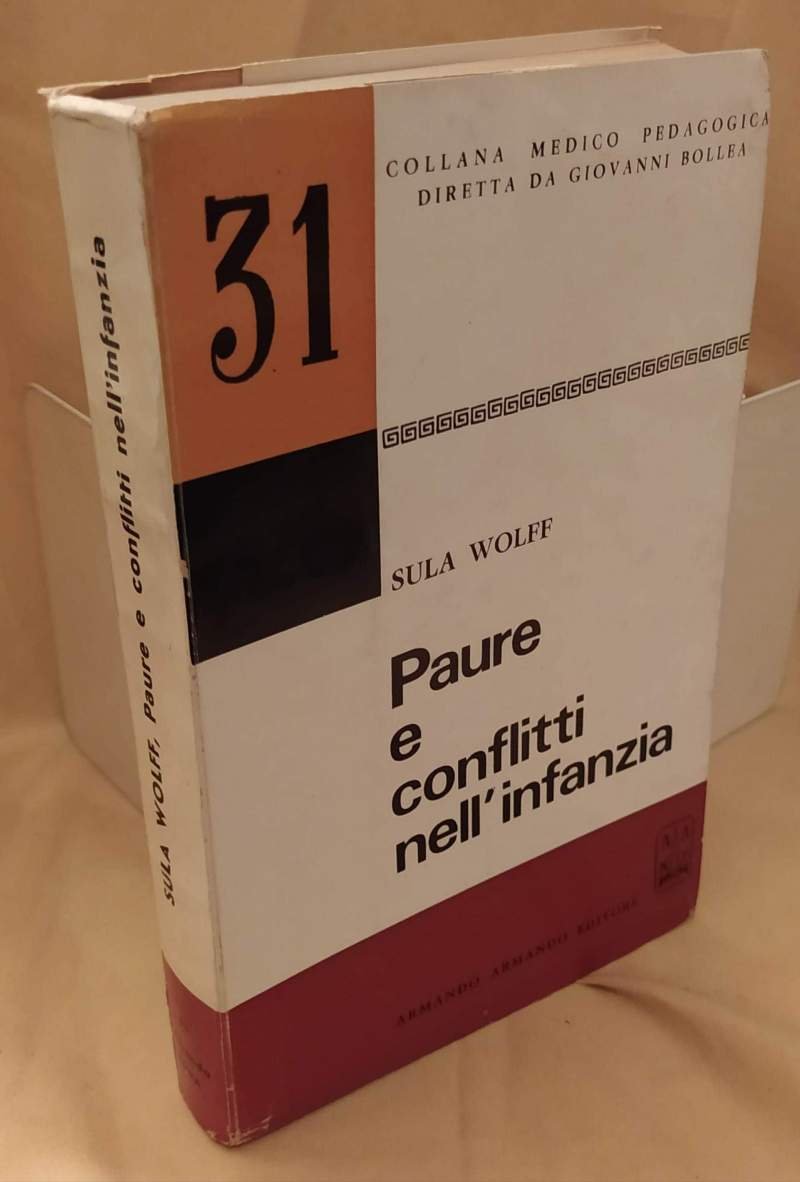 31
COLLANA MEDICO PEDAGOGICA
DIRETTA DA GIOVANNI BOLLEA
SULA WOLFF
Paure
e
conflitti
nell'infanzia
ARMANDO ARMANDO EDITORE
SULA WOLFF, Paure e conflitti nell'infanzia